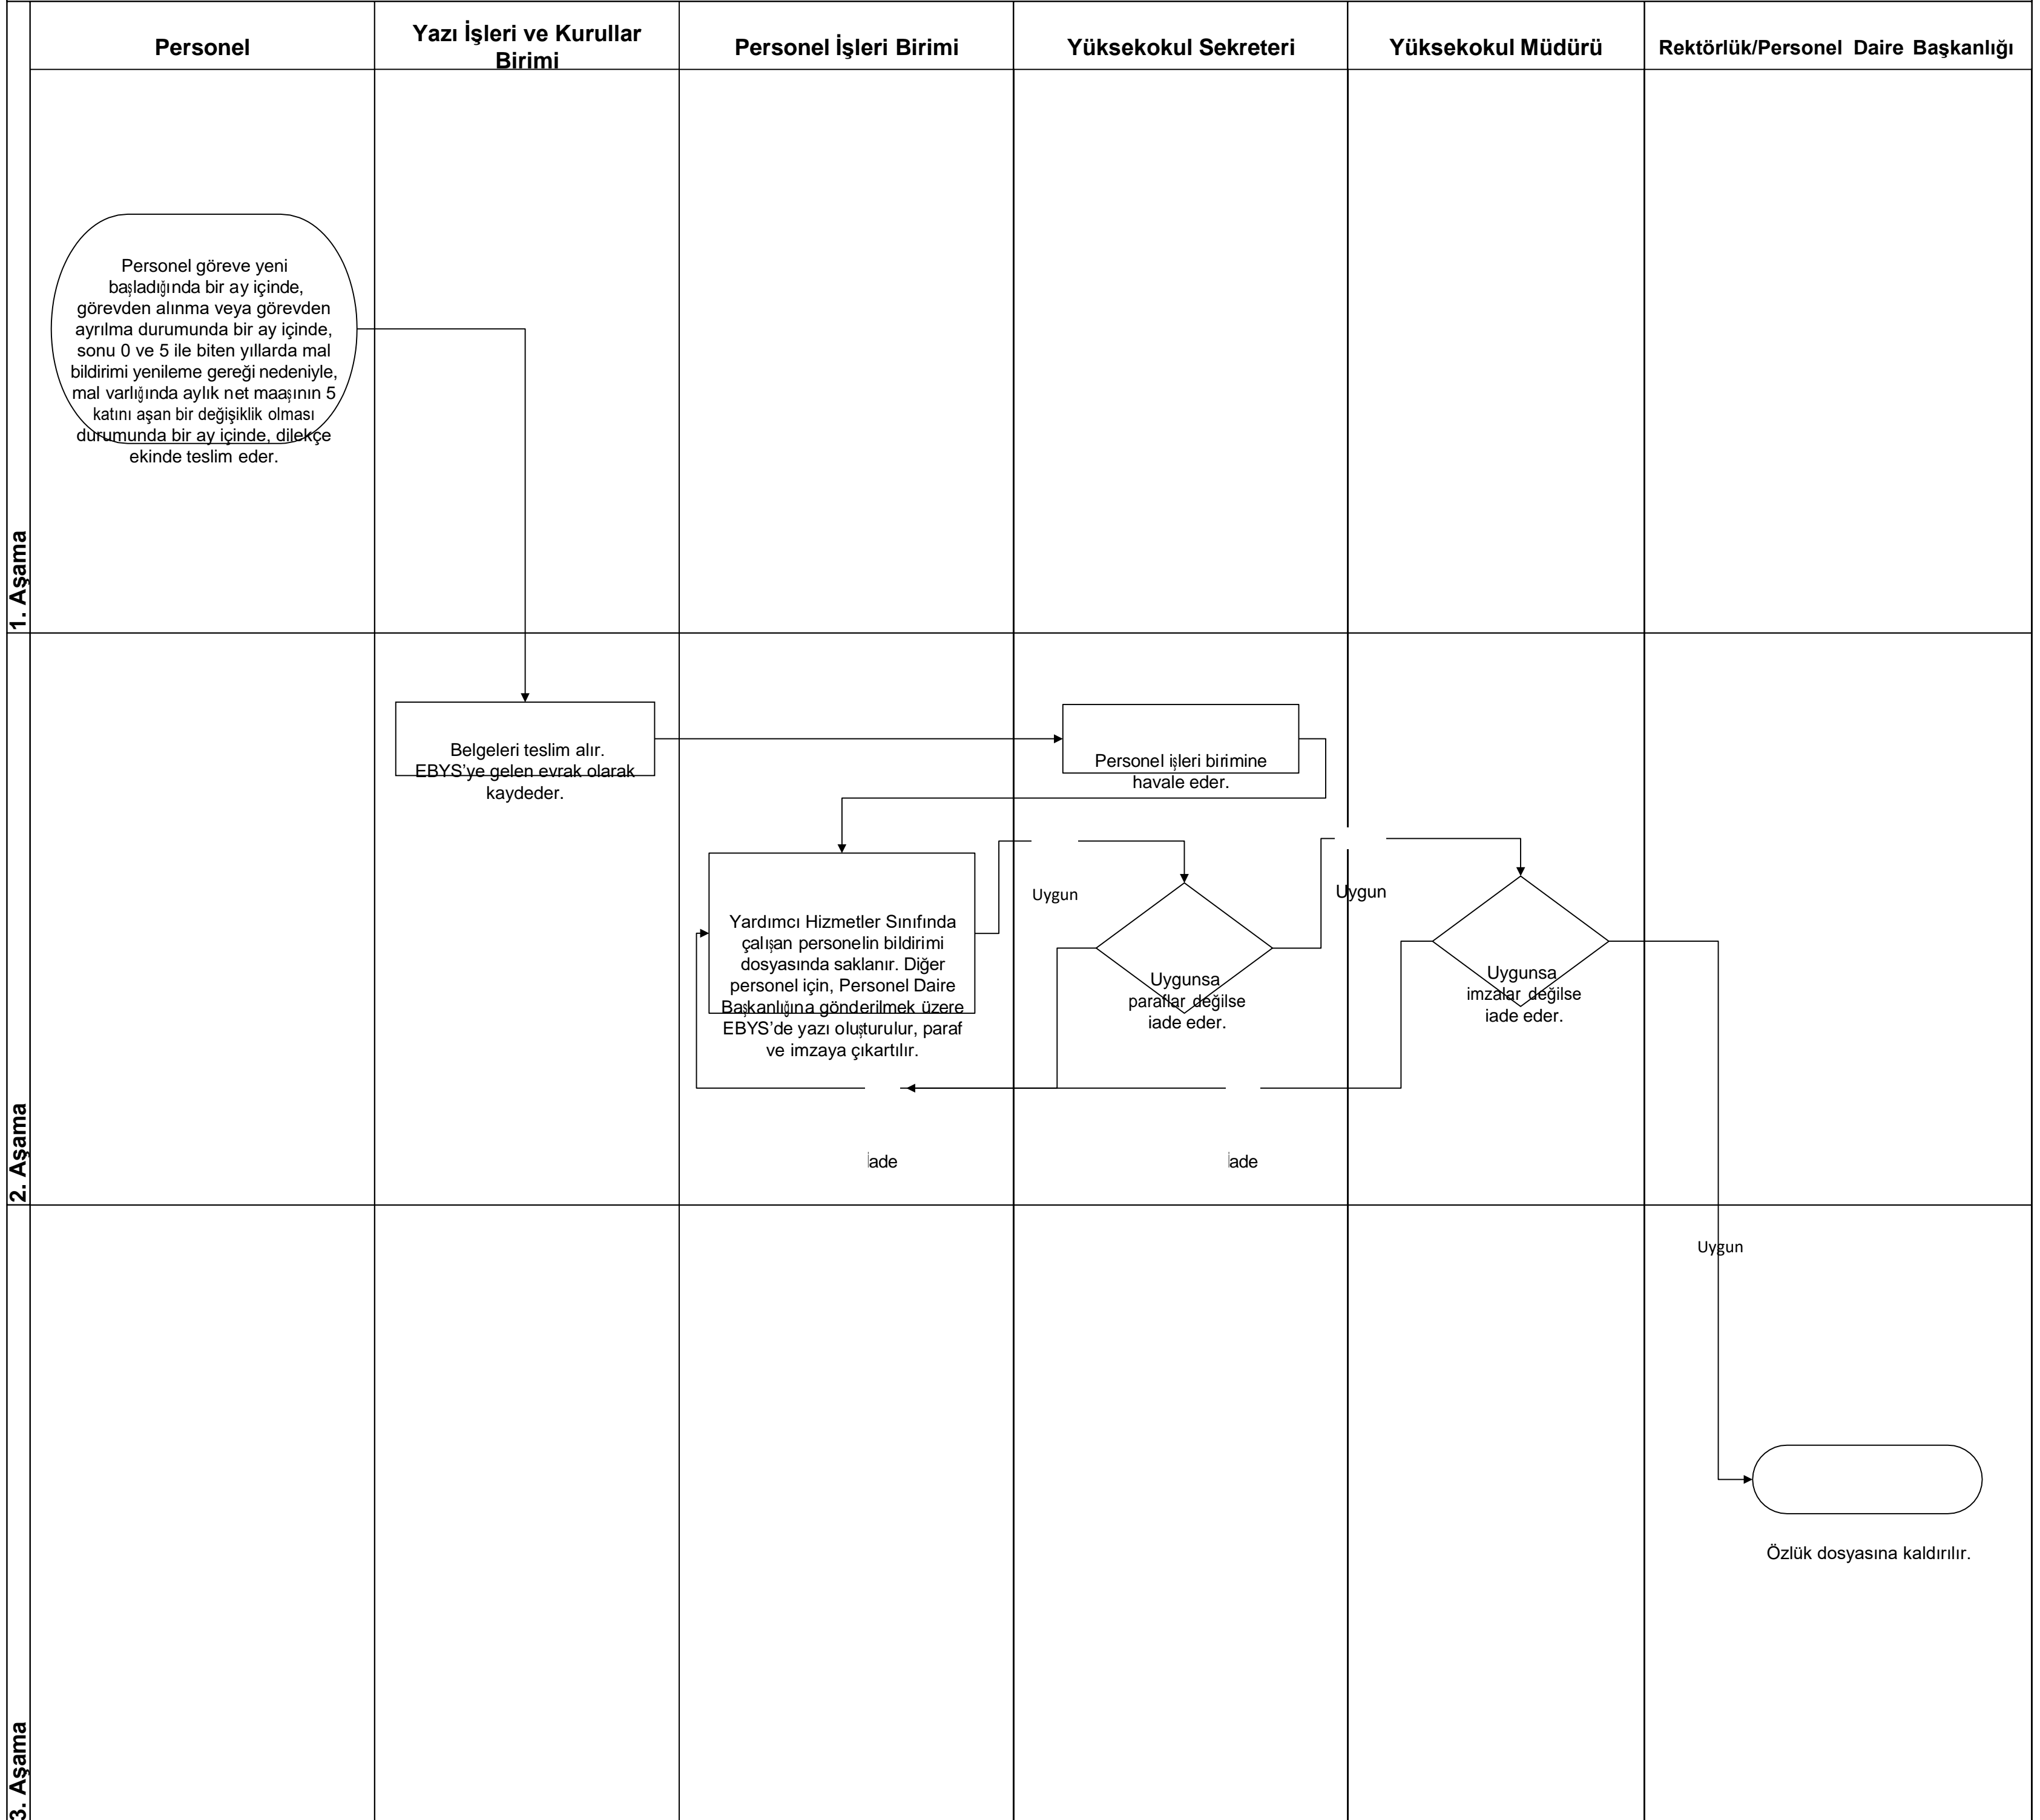 Personel
Yazı İşleri ve Kurullar
Birimi
Personel İşleri Birimi
Yüksekokul Sekreteri
Yüksekokul Müdürü
Rektörlük/Personel Daire Başkanlığı
1. Aşama
Personel göreve yeni
başladığında bir ay içinde,
görevden alınma veya görevden
ayrılma durumunda bir ay içinde,
sonu 0 ve 5 ile biten yıllarda mal
bildirimi yenileme gereği nedeniyle,
mal varlığında aylık net maaşının 5
katını aşan bir değişiklik olması
durumunda bir ay içinde, dilekçe
ekinde teslim eder.
2. Aşama
Belgeleri teslim alır.
EBYS’ye gelen evrak olarak
kaydeder.
Personel işleri birimine
havale eder.
Yardımcı Hizmetler Sınıfında
çalışan personelin bildirimi
dosyasında saklanır. Diğer
personel için, Personel Daire
Başkanlığına gönderilmek üzere
EBYS’de yazı oluşturulur, paraf
ve imzaya çıkartılır.
Uygun
Uygunsa
paraflar değilse
iade eder.
Uygun
Uygunsa
imzalar değilse
iade eder.
İade
İade
3. Aşama
Uygun
Özlük dosyasına kaldırılır.